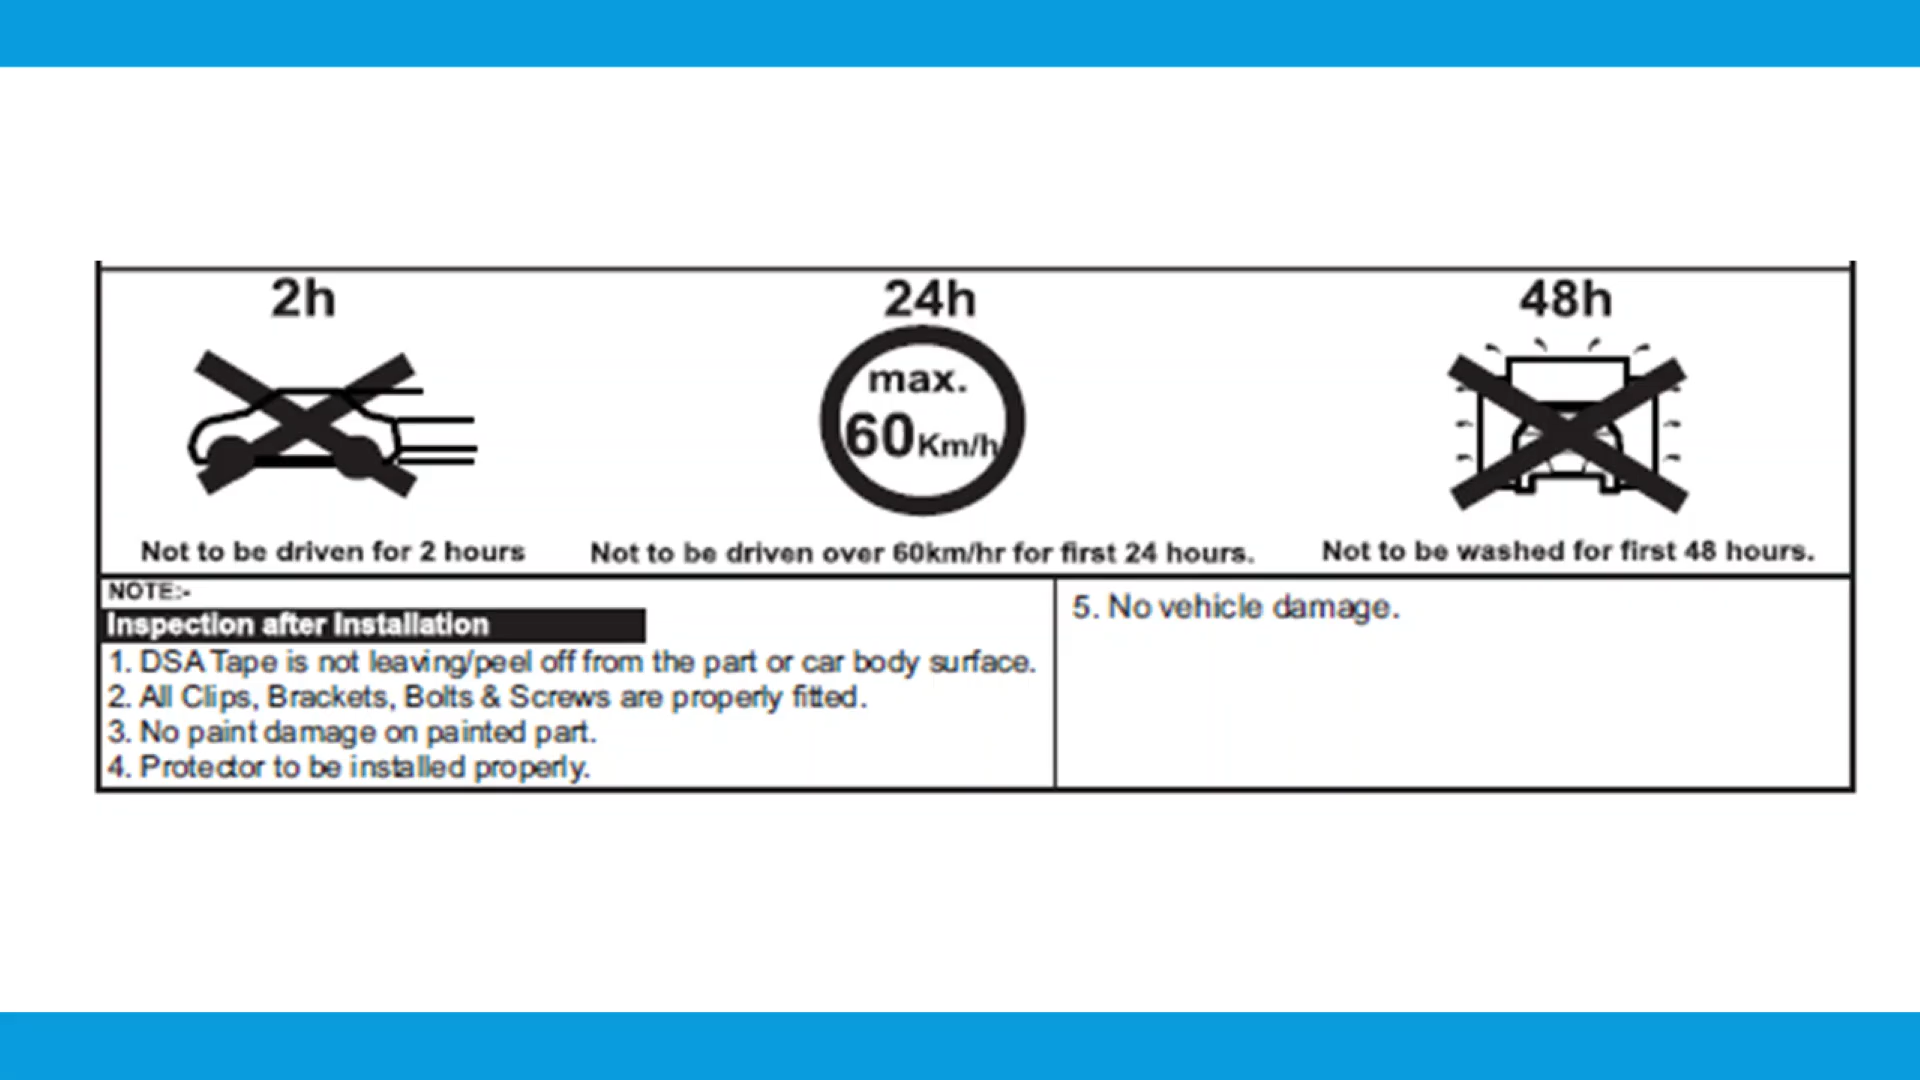 2h
24h
48h
max.
60Km/h
Not to be driven for 2 hours
Not to be driven over 60km/hr for first 24 hours.
Not to be washed for first 48 hours.
NOTE:-
Inspection after Installation
1. DSA Tape is not leaving/peel off from the part or car body surface.
2. All Clips, Brackets, Bolts & Screws are properly fitted.
3. No paint damage on painted part.
4. Protector to be installed properly.
5. No vehicle damage.